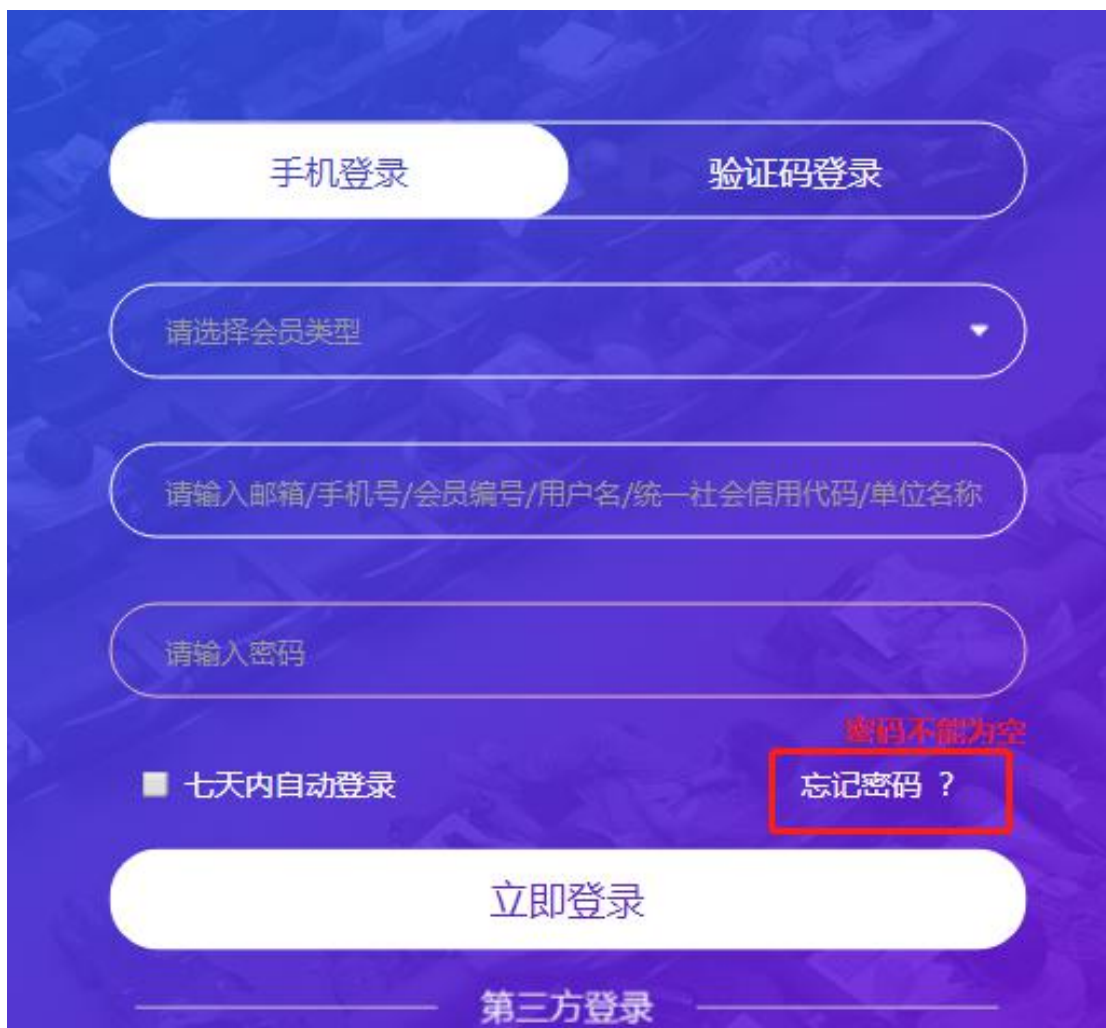 手机登录 验证码登录
请选择会员类型
请输入邮箱/手机号/会员编号/用户名/统一社会信用代码/单位名称
请输入密码
密码不能为空
七天内自动登录 忘记密码 ？
立即登录
第三方登录